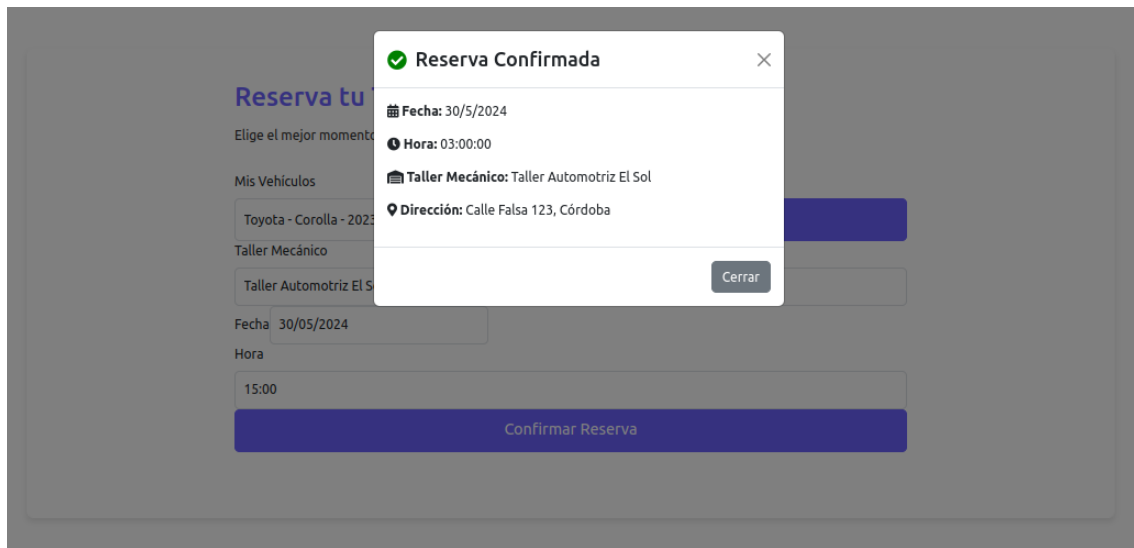 Reserva Confirmada
Fecha: 30/5/2024
Hora: 03:00:00
Taller Mecánico: Taller Automotriz El Sol
Dirección: Calle Falsa 123, Córdoba
Cerrar
Reserva tu
Elige el mejor momento
Mis Vehículos
Toyota - Corolla - 2023
Taller Mecánico
Taller Automotriz El
Fecha 30/05/2024
Hora
15:00
Confirmar Reserva